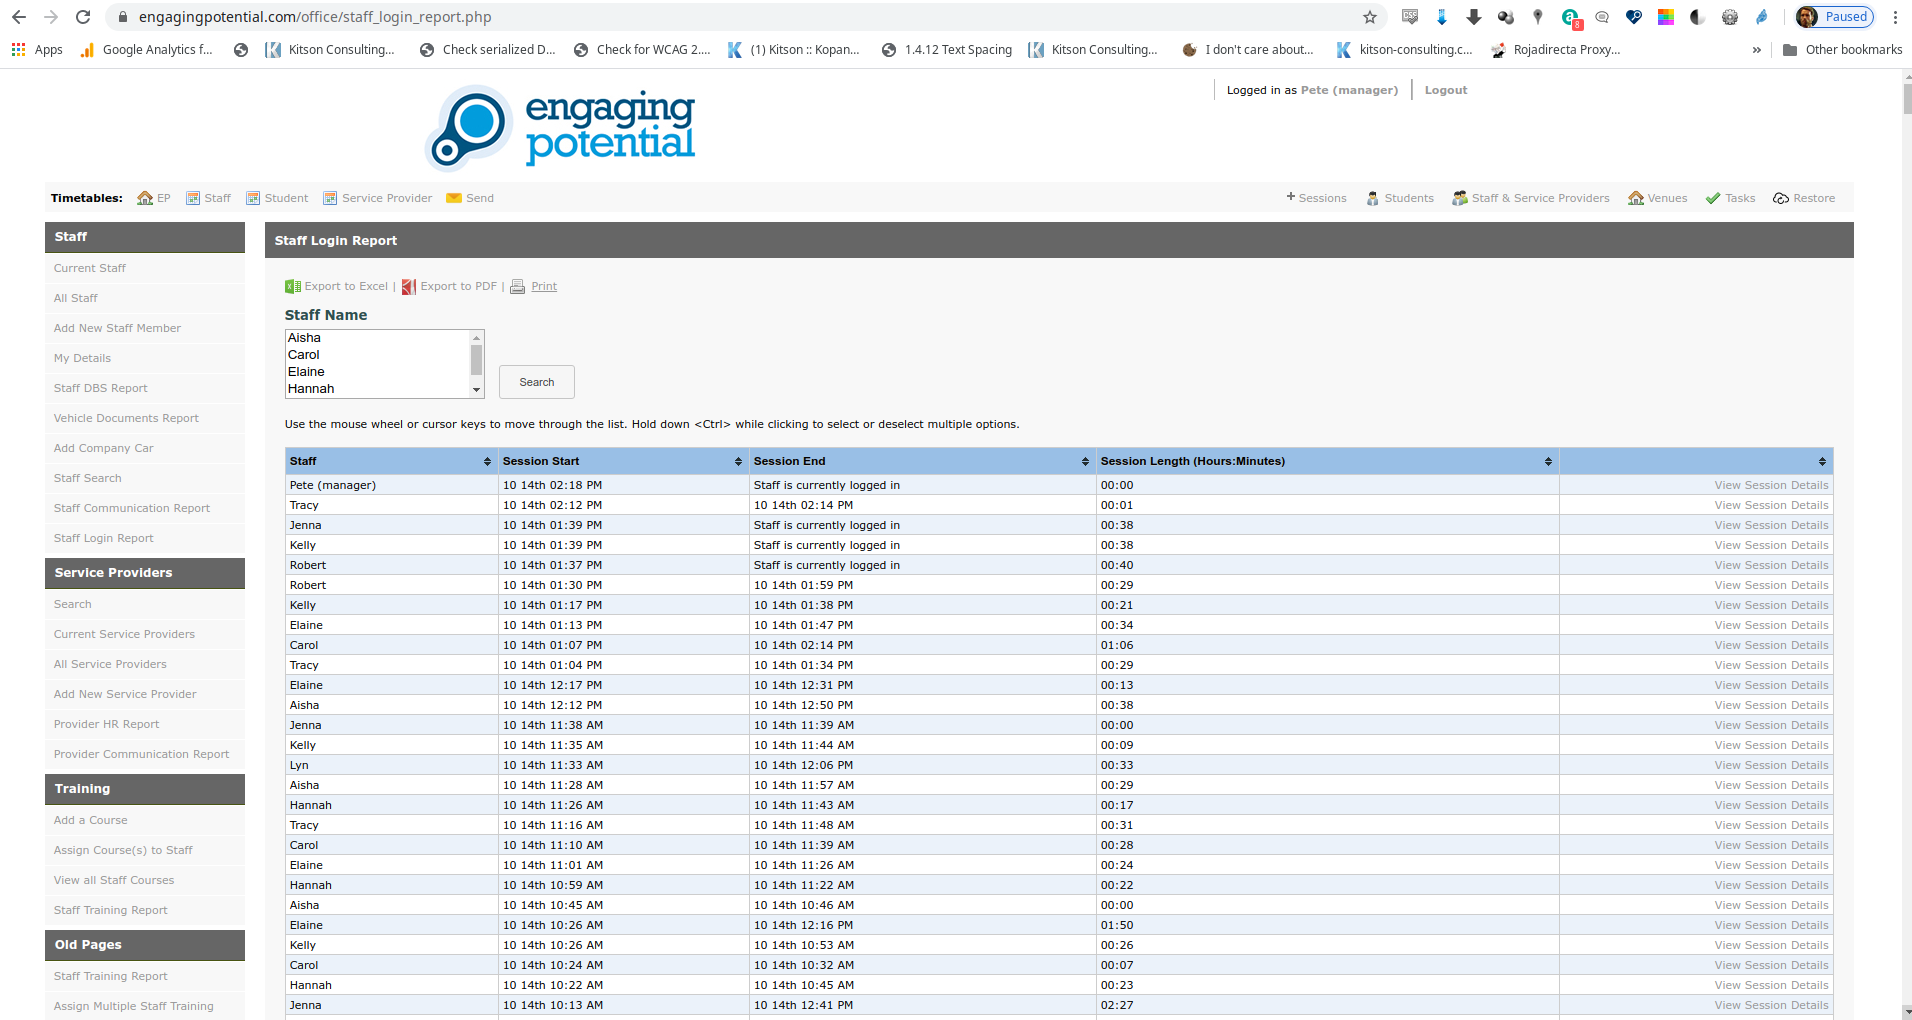 engagingpotential.com/office/staff_login_report.php
8
Paused
Apps
Google Analytics f...
Kitson Consulting...
Check serialized D...
Check for WCAG 2....
(1) Kitson :: Kopan...
1.4.12 Text Spacing
Kitson Consulting...
I don't care about...
kitson-consulting.c...
Rojadirecta Proxy...
»
Other bookmarks
engaging
potential
Logged in as Pete (manager)
Logout
Timetables: EP Staff Student Service Provider Send
+ Sessions Students Staff & Service Providers Venues Tasks Restore
Staff
Current Staff
All Staff
Add New Staff Member
My Details
Staff DBS Report
Vehicle Documents Report
Add Company Car
Staff Search
Staff Communication Report
Staff Login Report
Service Providers
Search
Current Service Providers
All Service Providers
Add New Service Provider
Provider HR Report
Provider Communication Report
Training
Add a Course
Assign Course(s) to Staff
View all Staff Courses
Staff Training Report
Old Pages
Staff Training Report
Assign Multiple Staff Training
Staff Login Report
Export to Excel | Export to PDF | Print
Staff Name
Aisha
Carol
Elaine
Hannah
Search
Use the mouse wheel or cursor keys to move through the list. Hold down <Ctrl> while clicking to select or deselect multiple options.
Staff Session Start Session End Session Length (Hours:Minutes)
Pete (manager) 10 14th 02:18 PM Staff is currently logged in 00:00 View Session Details
Tracy 10 14th 02:12 PM 10 14th 02:14 PM 00:01 View Session Details
Jenna 10 14th 01:39 PM Staff is currently logged in 00:38 View Session Details
Kelly 10 14th 01:39 PM Staff is currently logged in 00:38 View Session Details
Robert 10 14th 01:37 PM Staff is currently logged in 00:40 View Session Details
Robert 10 14th 01:30 PM 10 14th 01:59 PM 00:29 View Session Details
Kelly 10 14th 01:17 PM 10 14th 01:38 PM 00:21 View Session Details
Elaine 10 14th 01:13 PM 10 14th 01:47 PM 00:34 View Session Details
Carol 10 14th 01:07 PM 10 14th 02:14 PM 01:06 View Session Details
Tracy 10 14th 01:04 PM 10 14th 01:34 PM 00:29 View Session Details
Elaine 10 14th 12:17 PM 10 14th 12:31 PM 00:13 View Session Details
Aisha 10 14th 12:12 PM 10 14th 12:50 PM 00:38 View Session Details
Jenna 10 14th 11:38 AM 10 14th 11:39 AM 00:00 View Session Details
Kelly 10 14th 11:35 AM 10 14th 11:44 AM 00:09 View Session Details
Lyn 10 14th 11:33 AM 10 14th 12:06 PM 00:33 View Session Details
Aisha 10 14th 11:28 AM 10 14th 11:57 AM 00:29 View Session Details
Hannah 10 14th 11:26 AM 10 14th 11:43 AM 00:17 View Session Details
Tracy 10 14th 11:16 AM 10 14th 11:48 AM 00:31 View Session Details
Carol 10 14th 11:10 AM 10 14th 11:39 AM 00:28 View Session Details
Elaine 10 14th 11:01 AM 10 14th 11:26 AM 00:24 View Session Details
Hannah 10 14th 10:59 AM 10 14th 11:22 AM 00:22 View Session Details
Aisha 10 14th 10:45 AM 10 14th 10:46 AM 00:00 View Session Details
Elaine 10 14th 10:26 AM 10 14th 12:16 PM 01:50 View Session Details
Kelly 10 14th 10:26 AM 10 14th 10:53 AM 00:26 View Session Details
Carol 10 14th 10:24 AM 10 14th 10:32 AM 00:07 View Session Details
Hannah 10 14th 10:22 AM 10 14th 10:45 AM 00:23 View Session Details
Jenna 10 14th 10:13 AM 10 14th 12:41 PM 02:27 View Session Details